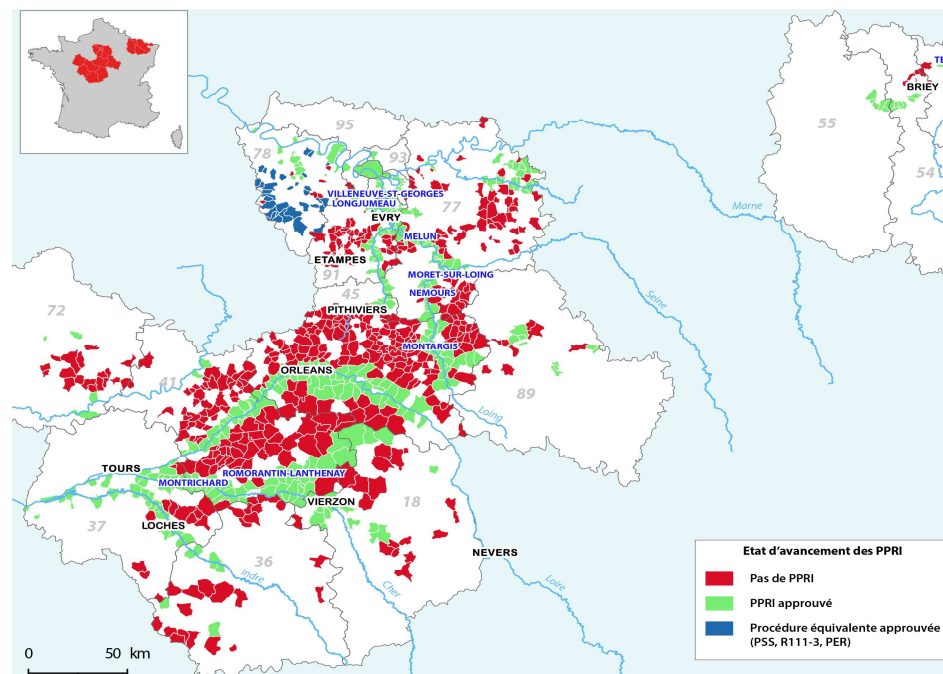 95
78
93
77
VILLENEUVE-ST-GEORGES
LONGJUMEAU
EVRY
MELUN
ETAMPES
91
MORET-SUR-LOING
NEMOURS
45
PITHIVIERS
MONTARGIS
72
41
ORLEANS
89
Marne
Seine
Loing
TOURS
ROMORANTIN-LANTHENAY
MONTRICHARD
VIERZON
18
37
LOCHES
36
Indre
Cher
NEVERS
Loire
55
BRIEY
54
Etat d’avancement des PPRI
Pas de PPRI
PPRI approuvé
Procédure équivalente approuvée
(PSS, R111-3, PER)
0 50 km